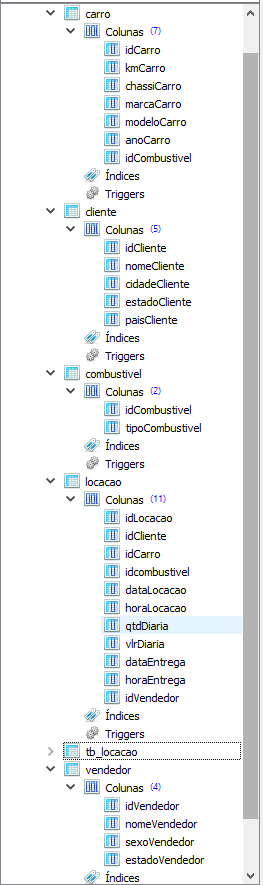 carro
Colunas (7)
idCarro
kmCarro
chassiCarro
marcaCarro
modeloCarro
anoCarro
idCombustivel
Índices
Triggers
cliente
Colunas (5)
idCliente
nomeCliente
cidadeCliente
estadoCliente
paisCliente
Índices
Triggers
combustivel
Colunas (2)
idCombustivel
tipoCombustivel
Índices
Triggers
locacao
Colunas (11)
idLocacao
idCliente
idCarro
idcombustivel
dataLocacao
horaLocacao
qtdDiaria
vlrDiaria
dataEntrega
horaEntrega
idVendedor
Índices
Triggers
tb_locacao
vendedor
Colunas (4)
idVendedor
nomeVendedor
sexoVendedor
estadoVendedor
Índices